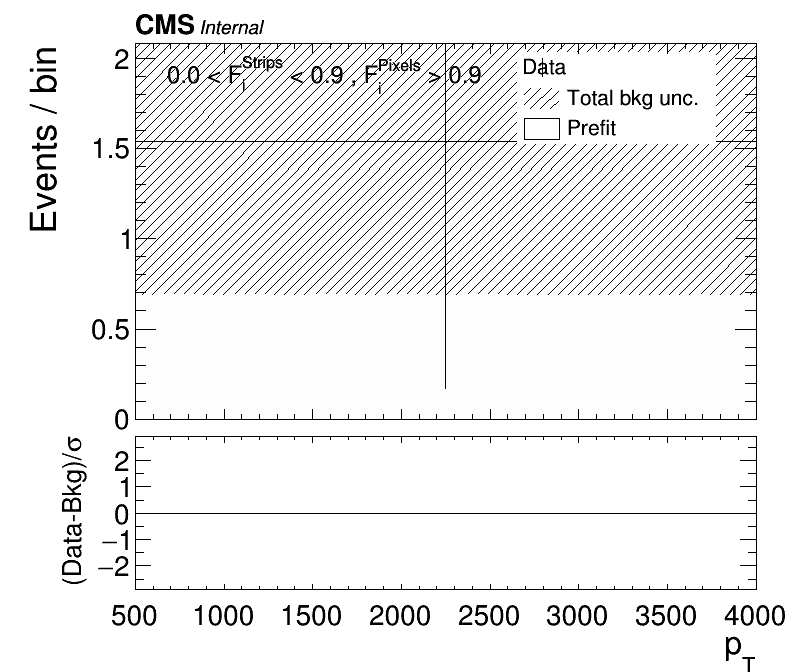 CMS Internal
Events / bin
0.0 < F_i^Strips < 0.9 , F_i^Pixels > 0.9
Data
Total bkg unc.
Prefit
2
1.5
1
0.5
0
(Data-Bkg)/σ
2
1
0
−1
−2
500 1000 1500 2000 2500 3000 3500 4000
p_T